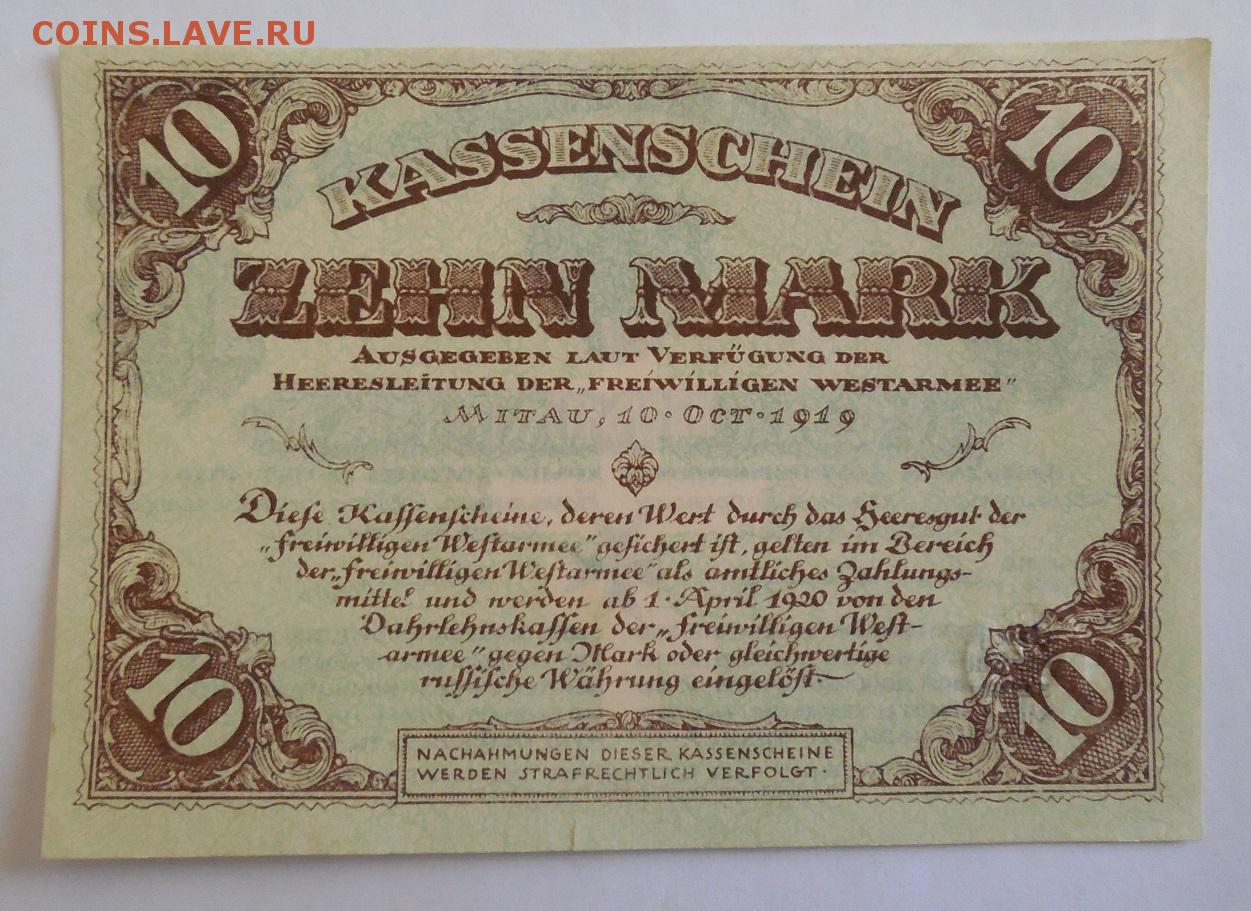 COINS.LAVE.RU
10 10
KASSENSCHEIN
ZEHN MARK
AUSGEGEBEN LAUT VERFÜGUNG DER
HEERESLEITUNG DER „FREIWILLIGEN WESTARMEE"
MITAU, 10·OCT·1919
Diese Kassenscheine, deren Wert durch das Heeresgut der
„Freiwilligen Westarmee" gesichert ist, gelten im Bereich
der „Freiwilligen Westarmee" als amtliches Zahlungs-
mittel und werden ab 1·April 1920 von den
Dahrlehnskassen der „Freiwilligen West-
armee" gegen Mark oder gleichwertige
russische Währung eingelöst—
10 10
NACHAHMUNGEN DIESER KASSENSCHEINE
WERDEN STRAFRECHTLICH VERFOLGT·